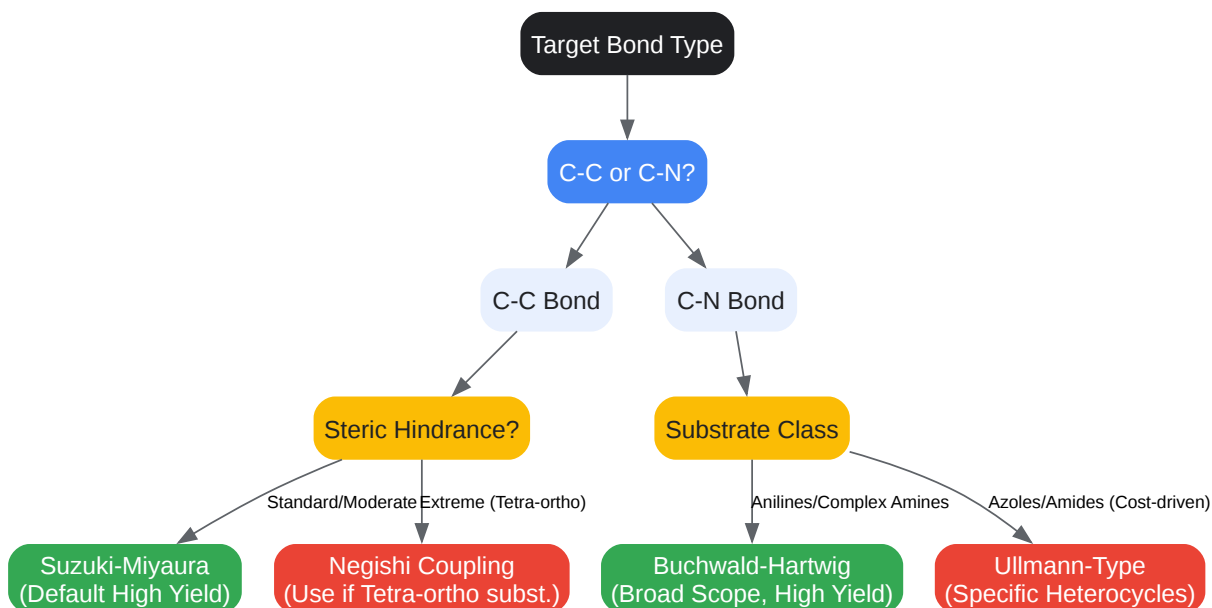 Target Bond Type
C-C or C-N?
C-C Bond
C-N Bond
Steric Hindrance?
Substrate Class
Standard/Moderate
Extreme (Tetra-ortho)
Anilines/Complex Amines
Azoles/Amides (Cost-driven)
Suzuki-Miyaura
(Default High Yield)
Negishi Coupling
(Use if Tetra-ortho subst.)
Buchwald-Hartwig
(Broad Scope, High Yield)
Ullmann-Type
(Specific Heterocycles)